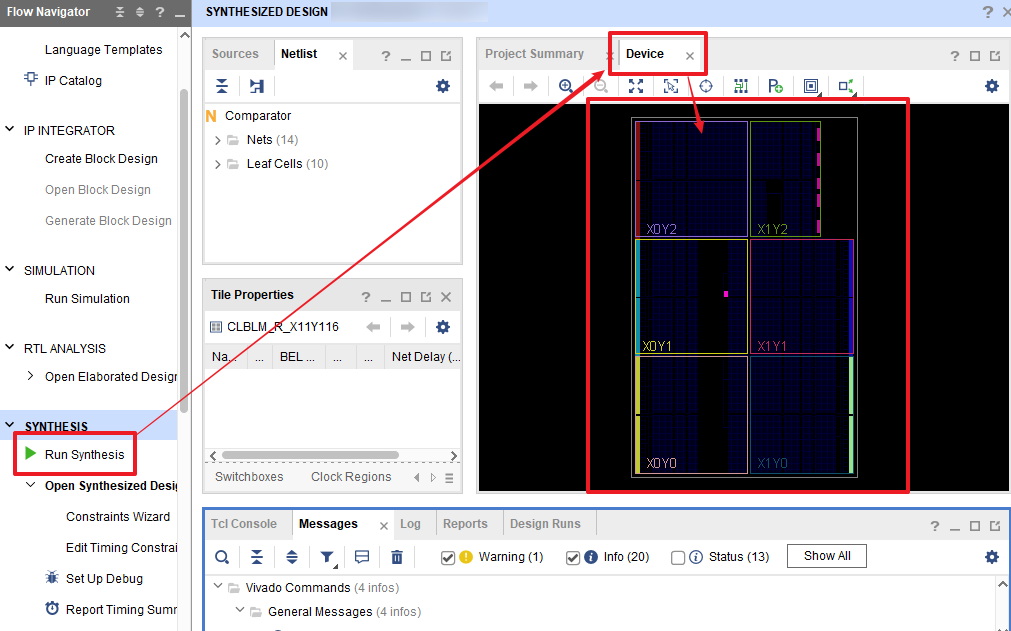 Flow Navigator
?
Language Templates
IP Catalog
IP INTEGRATOR
Create Block Design
Open Block Design
Generate Block Design
SIMULATION
Run Simulation
RTL ANALYSIS
Open Elaborated Design
SYNTHESIS
Run Synthesis
Open Synthesized Desi
Constraints Wizard
Edit Timing Constrai
Set Up Debug
Report Timing Summ
SYNTHESIZED DESIGN
?
Sources
Netlist
?
N Comparator
Nets (14)
Leaf Cells (10)
Tile Properties
?
CLBLM_R_X11Y116
Na... ... BEL ... ... ... Net Delay (...
Switchboxes
Clock Regions
Project Summary
Device
?
X0Y2
X1Y2
X0Y1
X1Y1
X0Y0
X1Y0
Tcl Console
Messages
Log
Reports
Design Runs
?
Warning (1)
Info (20)
Status (13)
Show All
Vivado Commands (4 infos)
General Messages (4 infos)